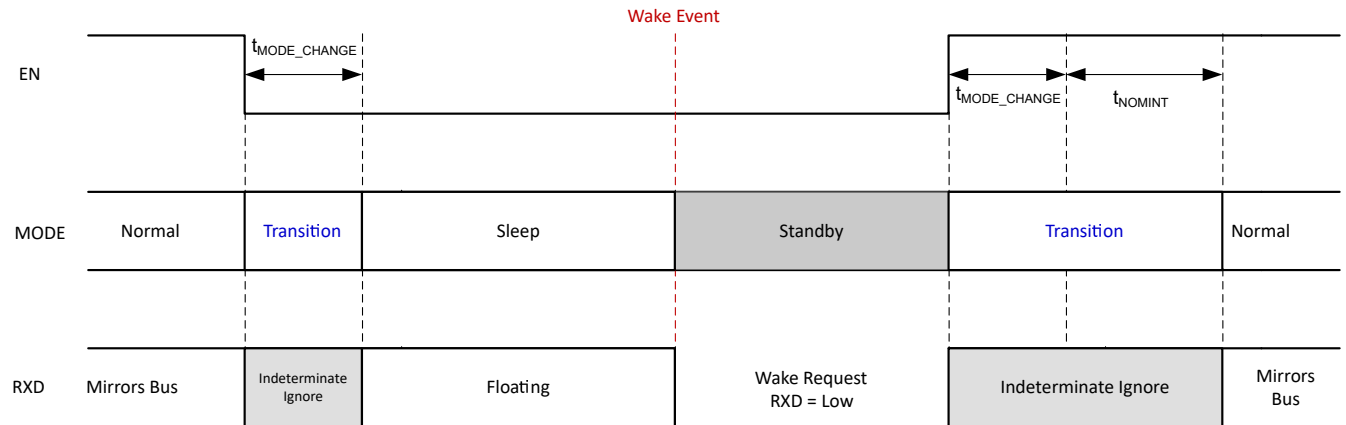 Wake Event
EN
tMODE_CHANGE
tMODE_CHANGE
tNOMINT
MODE
Normal
Transition
Sleep
Standby
Transition
Normal
RXD
Mirrors Bus
Indeterminate
Ignore
Floating
Wake Request
RXD = Low
Indeterminate Ignore
Mirrors
Bus